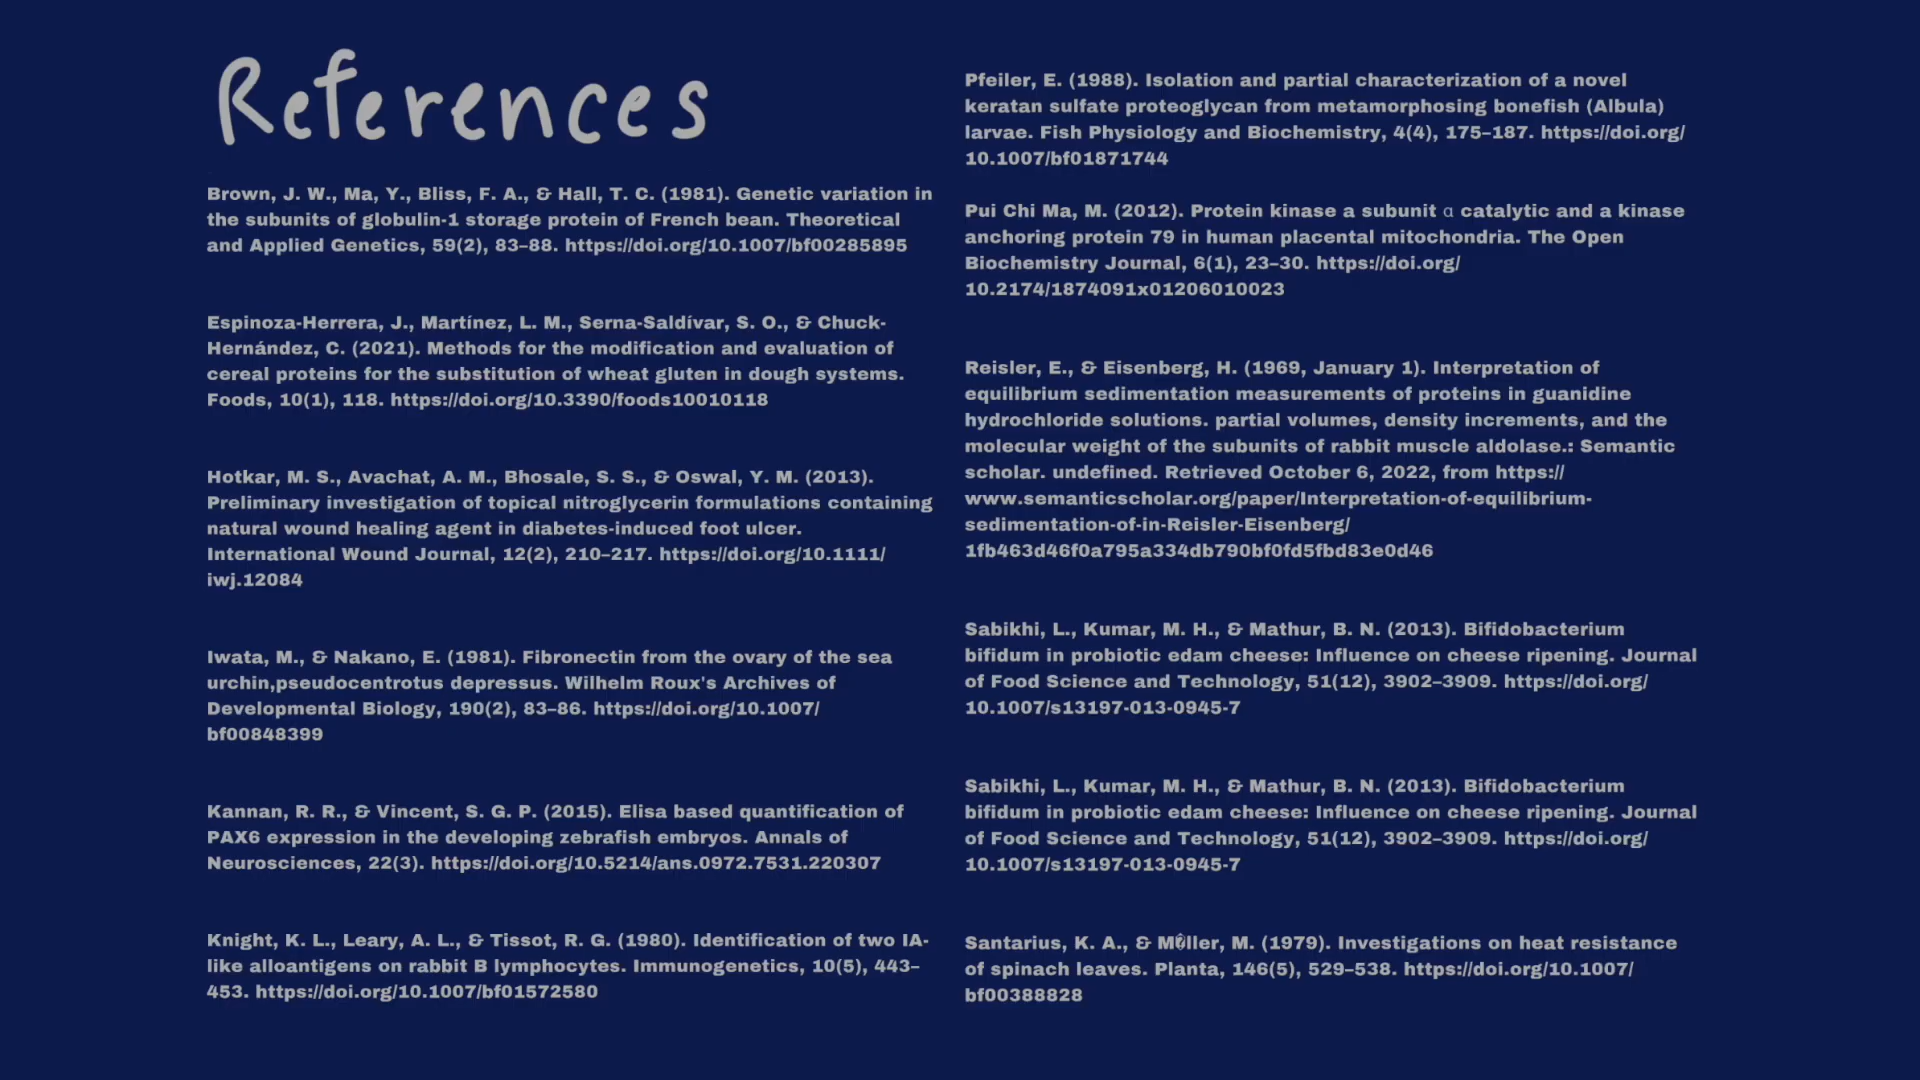 References
Brown, J. W., Ma, Y., Bliss, F. A., & Hall, T. C. (1981). Genetic variation in
the subunits of globulin-1 storage protein of French bean. Theoretical
and Applied Genetics, 59(2), 83–88. https://doi.org/10.1007/bf00285895
Espinoza-Herrera, J., Martínez, L. M., Serna-Saldívar, S. O., & Chuck-
Hernández, C. (2021). Methods for the modification and evaluation of
cereal proteins for the substitution of wheat gluten in dough systems.
Foods, 10(1), 118. https://doi.org/10.3390/foods10010118
Hotkar, M. S., Avachat, A. M., Bhosale, S. S., & Oswal, Y. M. (2013).
Preliminary investigation of topical nitroglycerin formulations containing
natural wound healing agent in diabetes-induced foot ulcer.
International Wound Journal, 12(2), 210–217. https://doi.org/10.1111/
iwj.12084
Iwata, M., & Nakano, E. (1981). Fibronectin from the ovary of the sea
urchin,pseudocentrotus depressus. Wilhelm Roux's Archives of
Developmental Biology, 190(2), 83–86. https://doi.org/10.1007/
bf00848399
Kannan, R. R., & Vincent, S. G. P. (2015). Elisa based quantification of
PAX6 expression in the developing zebrafish embryos. Annals of
Neurosciences, 22(3). https://doi.org/10.5214/ans.0972.7531.220307
Knight, K. L., Leary, A. L., & Tissot, R. G. (1980). Identification of two IA-
like alloantigens on rabbit B lymphocytes. Immunogenetics, 10(5), 443–
453. https://doi.org/10.1007/bf01572580
Pfeiler, E. (1988). Isolation and partial characterization of a novel
keratan sulfate proteoglycan from metamorphosing bonefish (Albula)
larvae. Fish Physiology and Biochemistry, 4(4), 175–187. https://doi.org/
10.1007/bf01871744
Pui Chi Ma, M. (2012). Protein kinase a subunit α catalytic and a kinase
anchoring protein 79 in human placental mitochondria. The Open
Biochemistry Journal, 6(1), 23–30. https://doi.org/
10.2174/1874091x01206010023
Reisler, E., & Eisenberg, H. (1969, January 1). Interpretation of
equilibrium sedimentation measurements of proteins in guanidine
hydrochloride solutions. partial volumes, density increments, and the
molecular weight of the subunits of rabbit muscle aldolase.: Semantic
scholar. undefined. Retrieved October 6, 2022, from https://
www.semanticscholar.org/paper/Interpretation-of-equilibrium-
sedimentation-of-in-Reisler-Eisenberg/
1fb463d46f0a795a334db790bf0fd5fbd83e0d46
Sabikhi, L., Kumar, M. H., & Mathur, B. N. (2013). Bifidobacterium
bifidum in probiotic edam cheese: Influence on cheese ripening. Journal
of Food Science and Technology, 51(12), 3902–3909. https://doi.org/
10.1007/s13197-013-0945-7
Sabikhi, L., Kumar, M. H., & Mathur, B. N. (2013). Bifidobacterium
bifidum in probiotic edam cheese: Influence on cheese ripening. Journal
of Food Science and Technology, 51(12), 3902–3909. https://doi.org/
10.1007/s13197-013-0945-7
Santarius, K. A., & M�ller, M. (1979). Investigations on heat resistance
of spinach leaves. Planta, 146(5), 529–538. https://doi.org/10.1007/
bf00388828